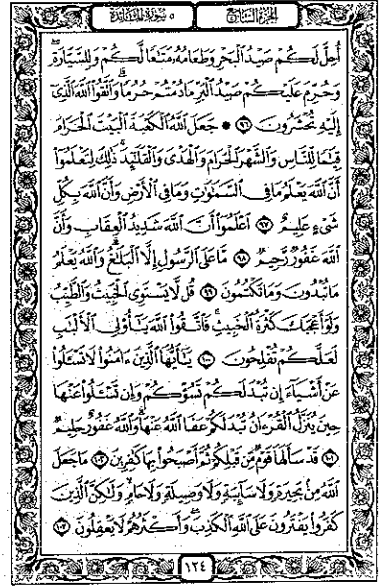 الجزء السابع ٥ سورة المائدة
أُحِلَّ لَكُمْ صَيْدُ الْبَحْرِ وَطَعَامُهُ مَتَاعًا لَّكُمْ وَلِلسَّيَّارَةِ
وَحُرِّمَ عَلَيْكُمْ صَيْدُ الْبَرِّ مَا دُمْتُمْ حُرُمًا وَاتَّقُوا اللَّهَ الَّذِي
إِلَيْهِ تُحْشَرُونَ ٩٦ جَعَلَ اللَّهُ الْكَعْبَةَ الْبَيْتَ الْحَرَامَ
قِيَامًا لِّلنَّاسِ وَالشَّهْرَ الْحَرَامَ وَالْهَدْيَ وَالْقَلَائِدَ ذَٰلِكَ لِتَعْلَمُوا
أَنَّ اللَّهَ يَعْلَمُ مَا فِي السَّمَاوَاتِ وَمَا فِي الْأَرْضِ وَأَنَّ اللَّهَ بِكُلِّ
شَيْءٍ عَلِيمٌ ٩٧ اعْلَمُوا أَنَّ اللَّهَ شَدِيدُ الْعِقَابِ وَأَنَّ
اللَّهَ غَفُورٌ رَّحِيمٌ ٩٨ مَّا عَلَى الرَّسُولِ إِلَّا الْبَلَاغُ وَاللَّهُ يَعْلَمُ
مَا تُبْدُونَ وَمَا تَكْتُمُونَ ٩٩ قُل لَّا يَسْتَوِي الْخَبِيثُ وَالطَّيِّبُ
وَلَوْ أَعْجَبَكَ كَثْرَةُ الْخَبِيثِ فَاتَّقُوا اللَّهَ يَا أُولِي الْأَلْبَابِ
لَعَلَّكُمْ تُفْلِحُونَ ١٠٠ يَا أَيُّهَا الَّذِينَ آمَنُوا لَا تَسْأَلُوا
عَنْ أَشْيَاءَ إِن تُبْدَ لَكُمْ تَسُؤْكُمْ وَإِن تَسْأَلُوا عَنْهَا
حِينَ يُنَزَّلُ الْقُرْآنُ تُبْدَ لَكُمْ عَفَا اللَّهُ عَنْهَا وَاللَّهُ غَفُورٌ حَلِيمٌ
١٠١ قَدْ سَأَلَهَا قَوْمٌ مِّن قَبْلِكُمْ ثُمَّ أَصْبَحُوا بِهَا كَافِرِينَ ١٠٢ مَا جَعَلَ
اللَّهُ مِن بَحِيرَةٍ وَلَا سَائِبَةٍ وَلَا وَصِيلَةٍ وَلَا حَامٍ وَلَٰكِنَّ الَّذِينَ
كَفَرُوا يَفْتَرُونَ عَلَى اللَّهِ الْكَذِبَ وَأَكْثَرُهُمْ لَا يَعْقِلُونَ ١٠٣
١٢٤